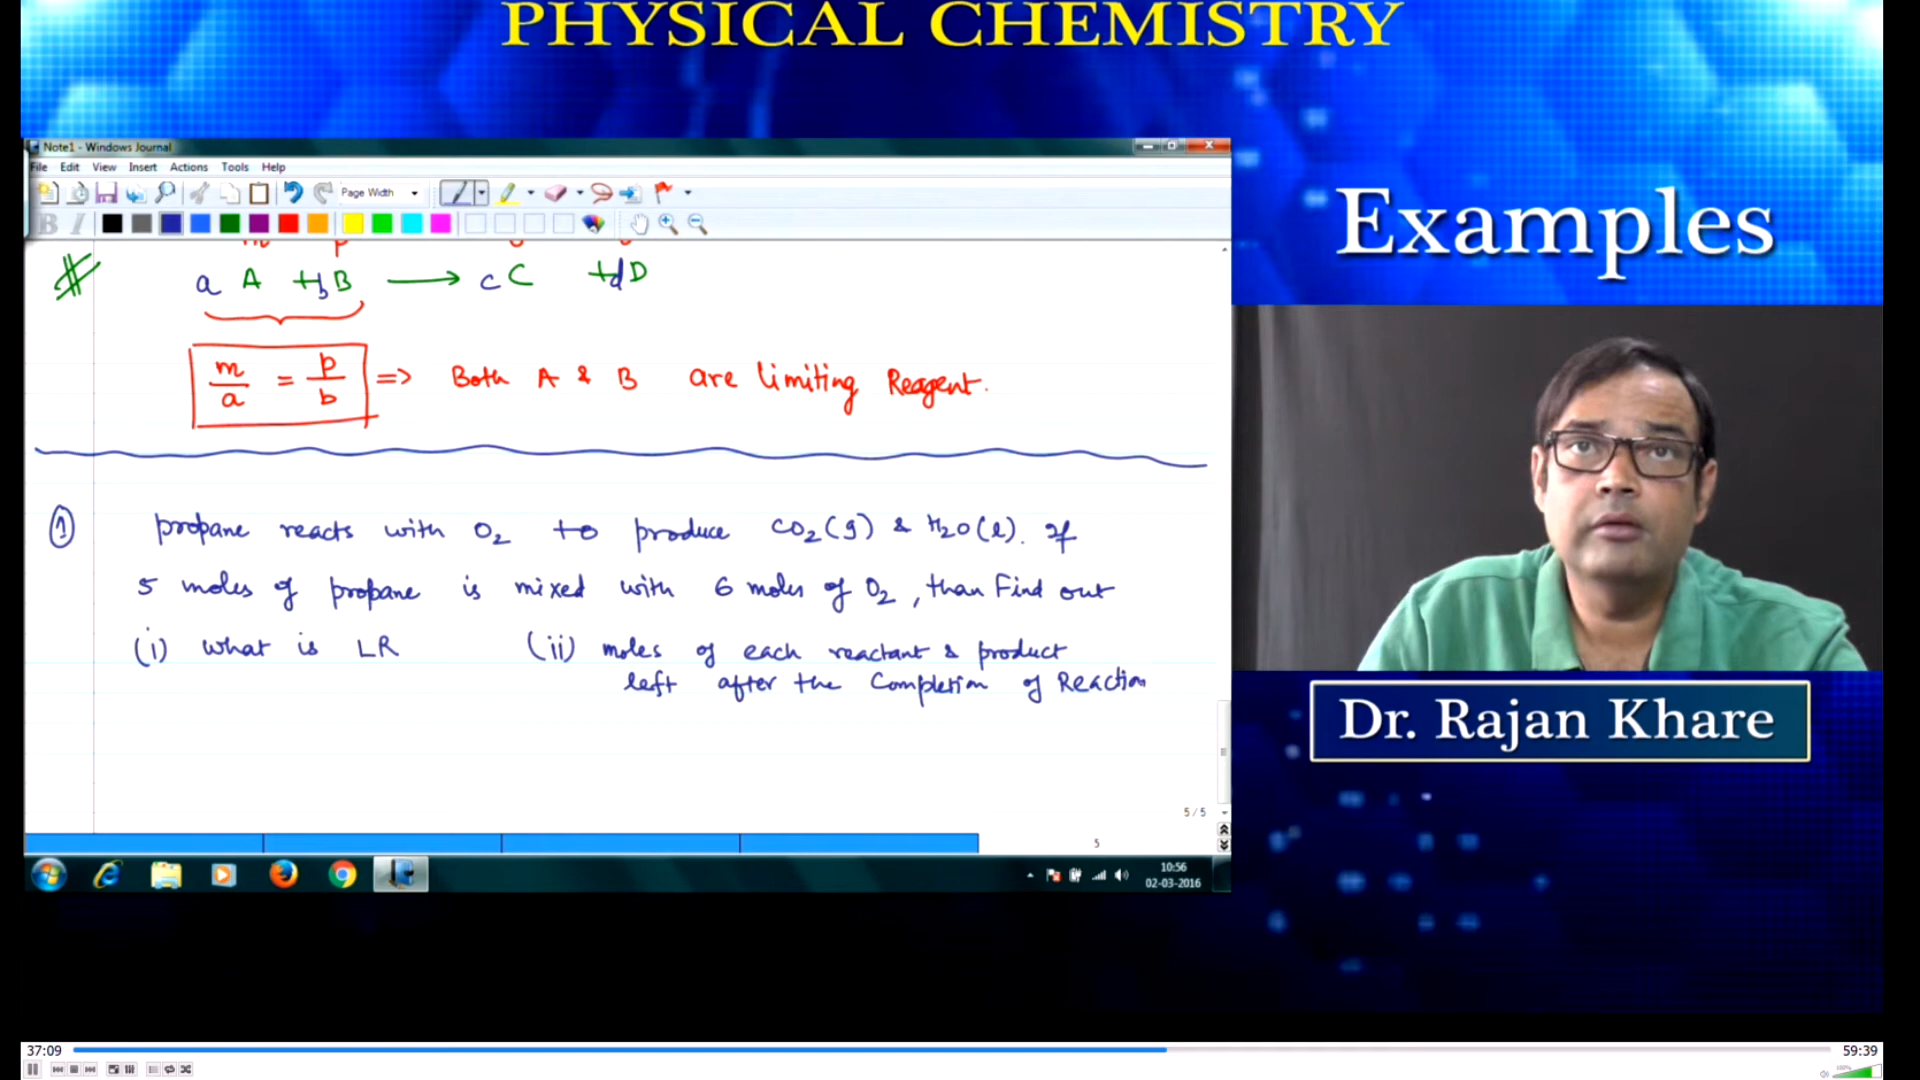 PHYSICAL CHEMISTRY
Note1 - Windows Journal
File Edit View Insert Actions Tools Help
Page Width
B I
Examples
# a A + b B ⟶ c C + d D
m/a = p/b => Both A & B are limiting Reagent.
① propane reacts with O₂ to produce CO₂(g) & H₂O(l). If
5 moles of propane is mixed with 6 moles of O₂, than Find out
(i) what is LR (ii) moles of each reactant & product
left after the Completion of Reaction
Dr. Rajan Khare
5 / 5
5
10:56
02-03-2016
37:09
59:39
100%